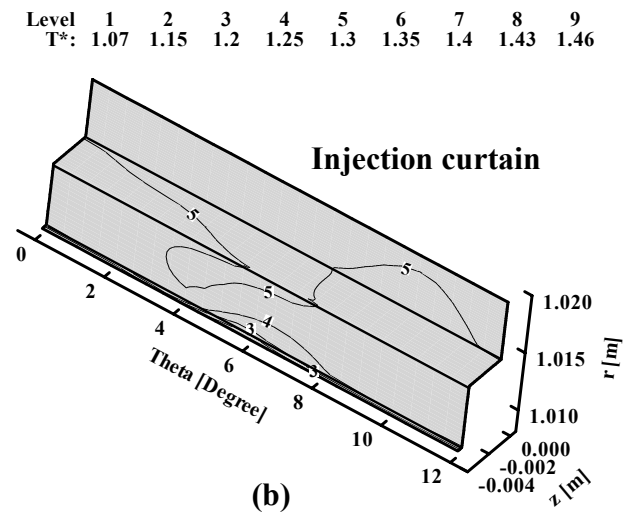 Level 1 2 3 4 5 6 7 8 9
T*: 1.07 1.15 1.2 1.25 1.3 1.35 1.4 1.43 1.46
Injection curtain
5
5
5
4
3
3
0
2
4
6
8
10
12
Theta [Degree]
1.020
1.015
1.010
r [m]
0.000
-0.002
-0.004
z [m]
(b)